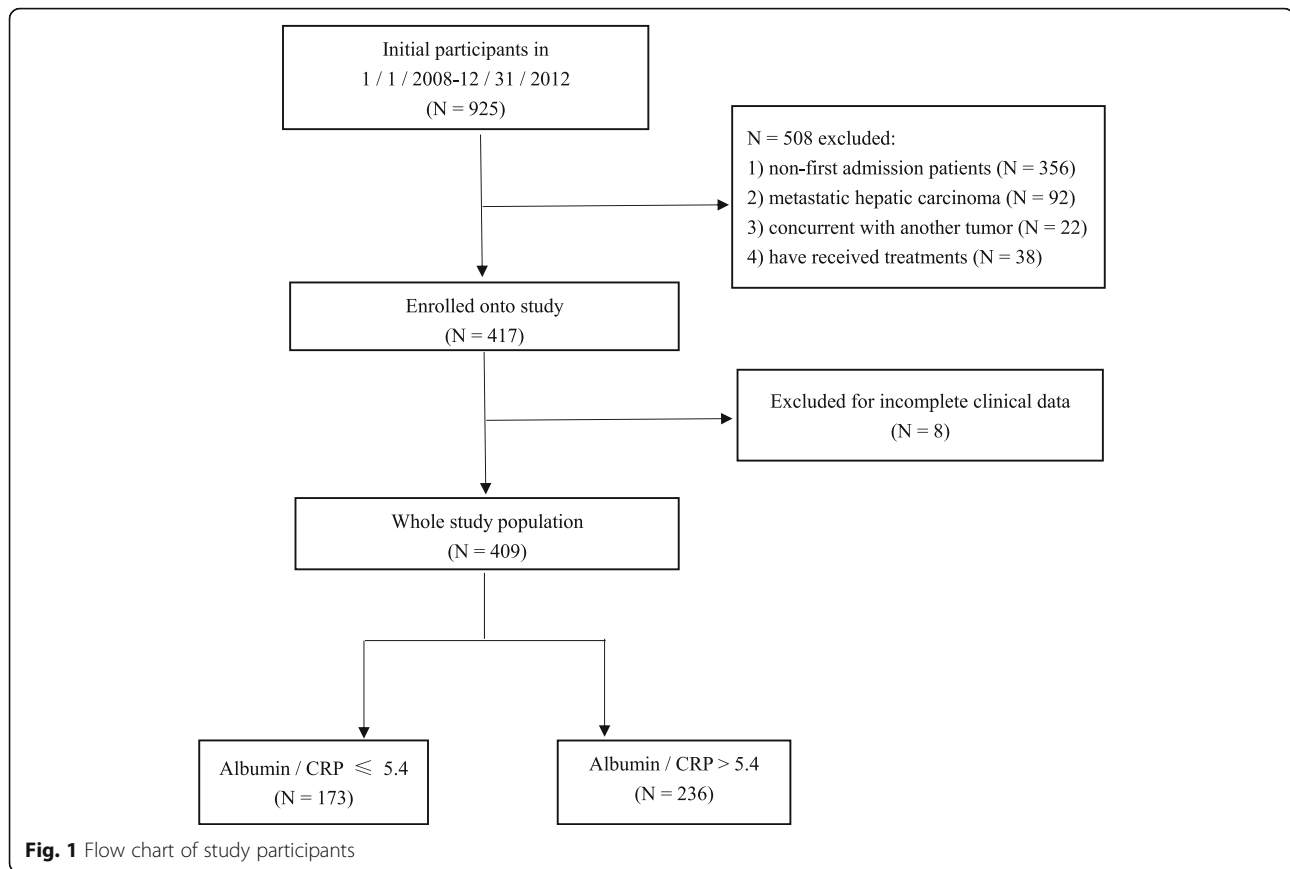 Initial participants in
1 / 1 / 2008-12 / 31 / 2012
(N = 925)
N = 508 excluded:
1) non-first admission patients (N = 356)
2) metastatic hepatic carcinoma (N = 92)
3) concurrent with another tumor (N = 22)
4) have received treatments (N = 38)
Enrolled onto study
(N = 417)
Excluded for incomplete clinical data
(N = 8)
Whole study population
(N = 409)
Albumin / CRP ≤ 5.4
(N = 173)
Albumin / CRP > 5.4
(N = 236)
Fig. 1 Flow chart of study participants